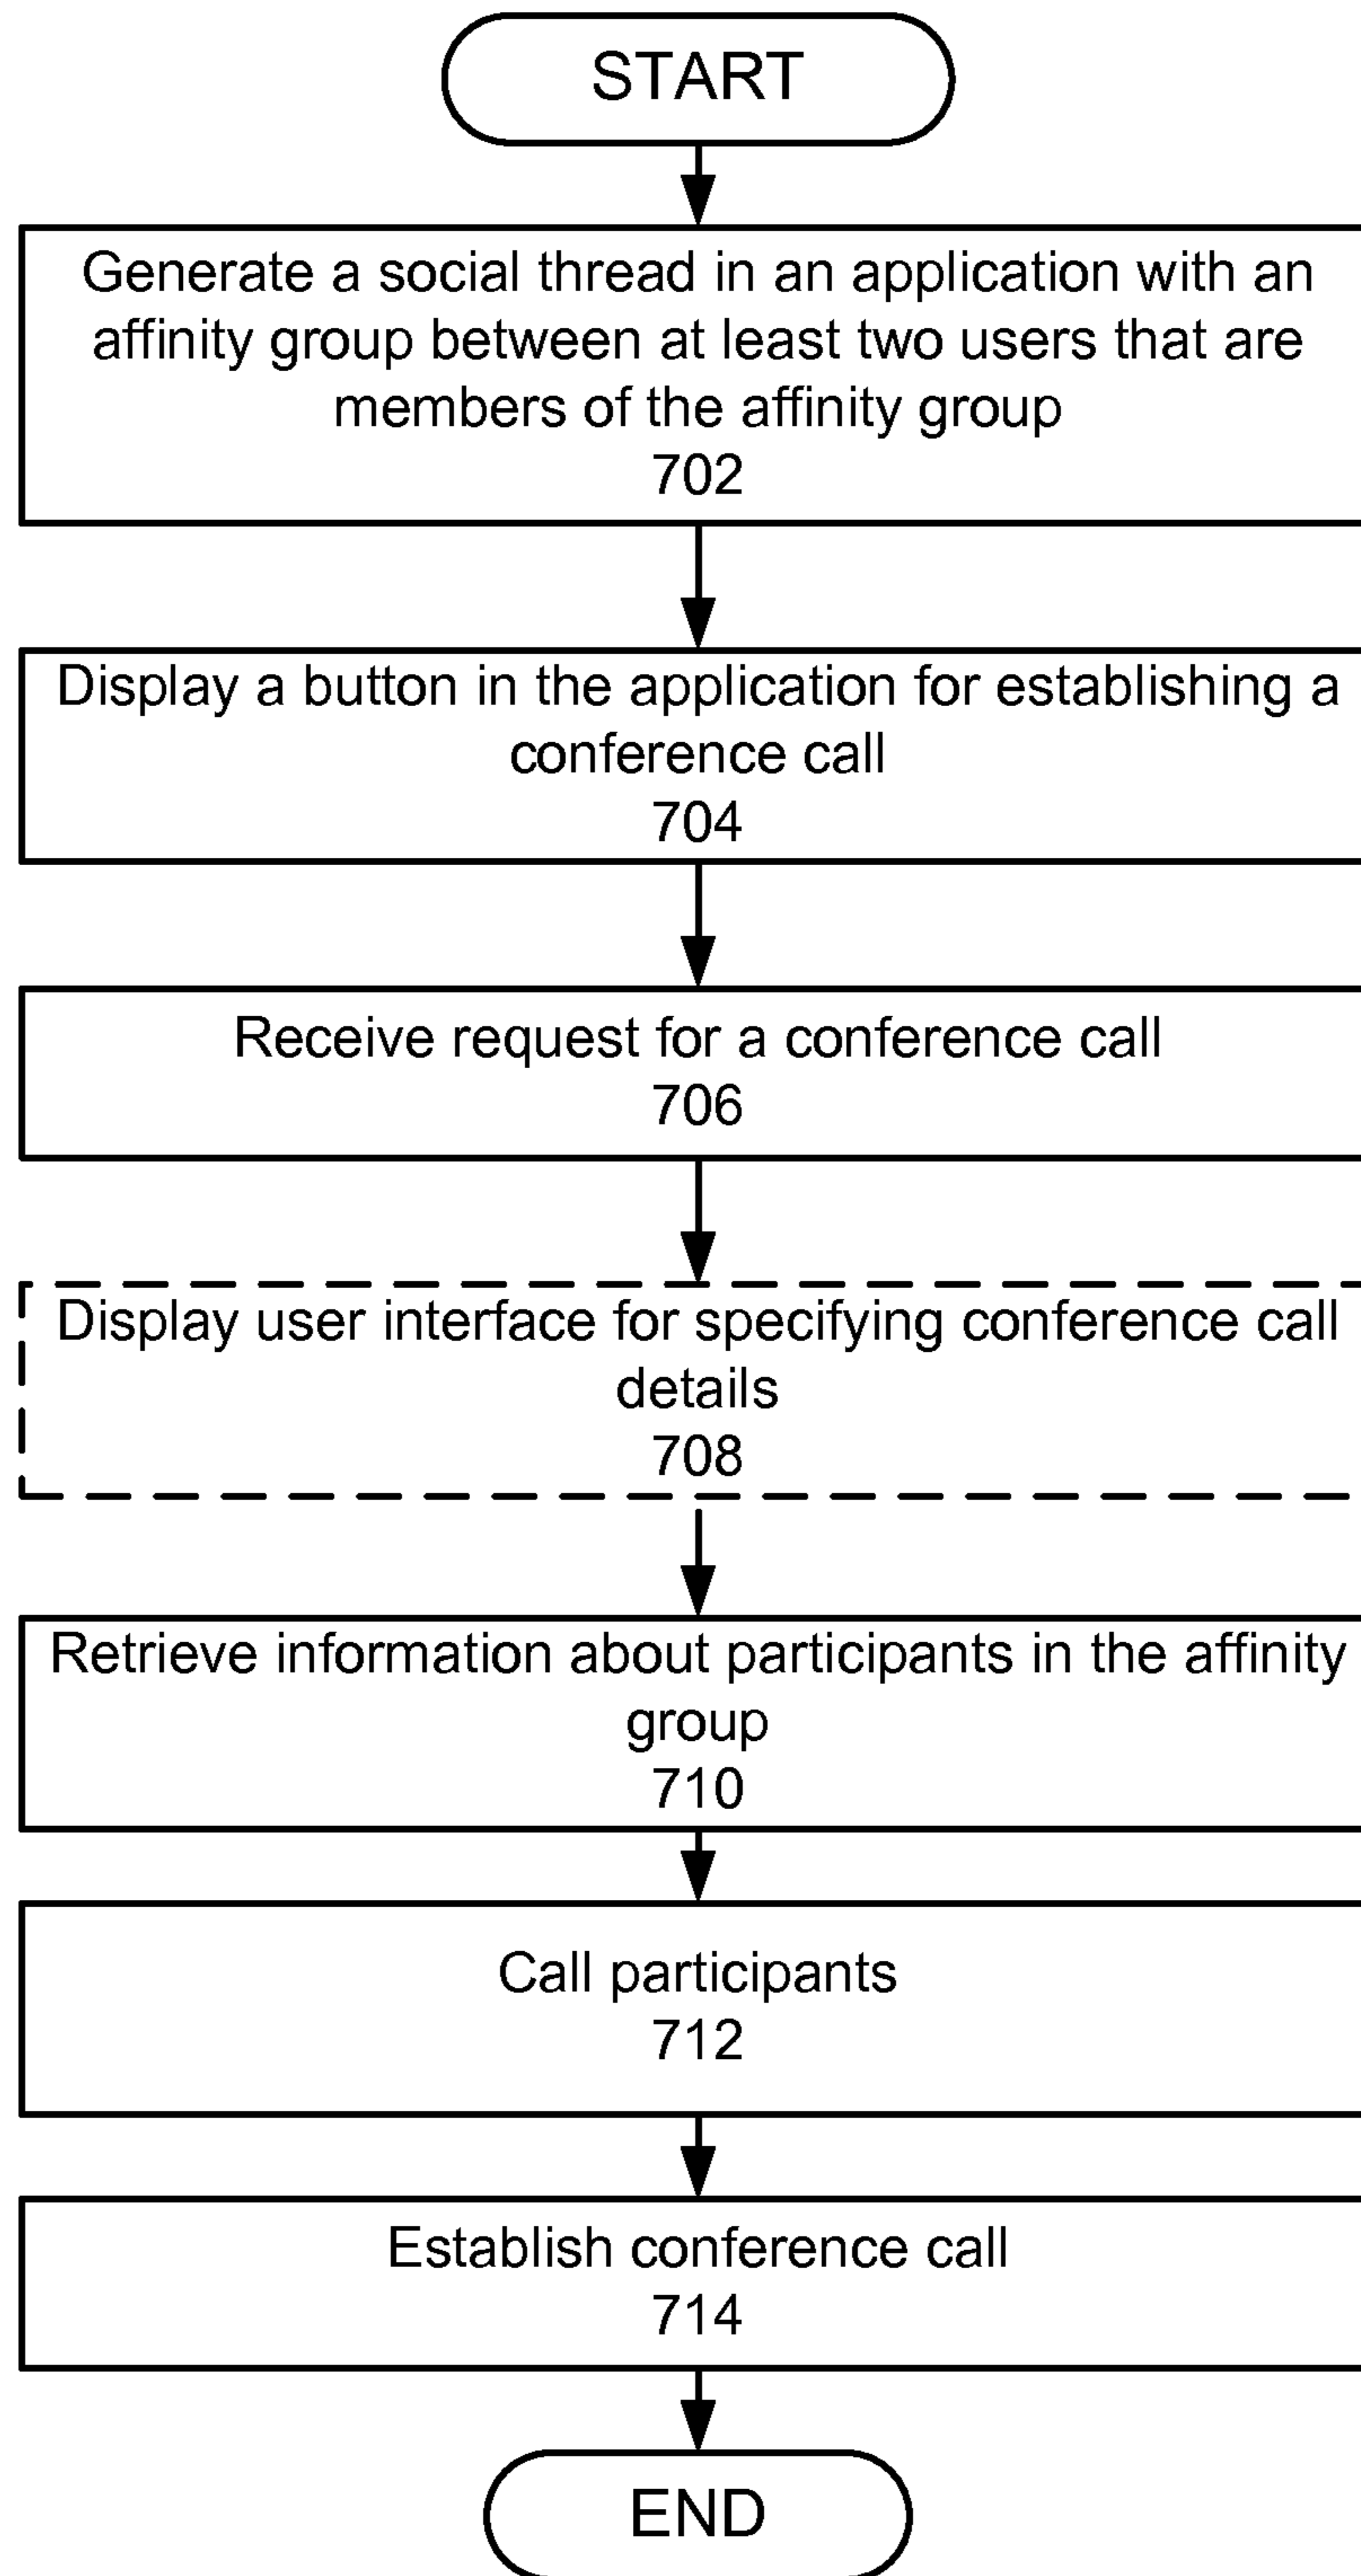 START
Generate a social thread in an application with an
affinity group between at least two users that are
members of the affinity group
702
Display a button in the application for establishing a
conference call
704
Receive request for a conference call
706
Display user interface for specifying conference call
details
708
Retrieve information about participants in the affinity
group
710
Call participants
712
Establish conference call
714
END